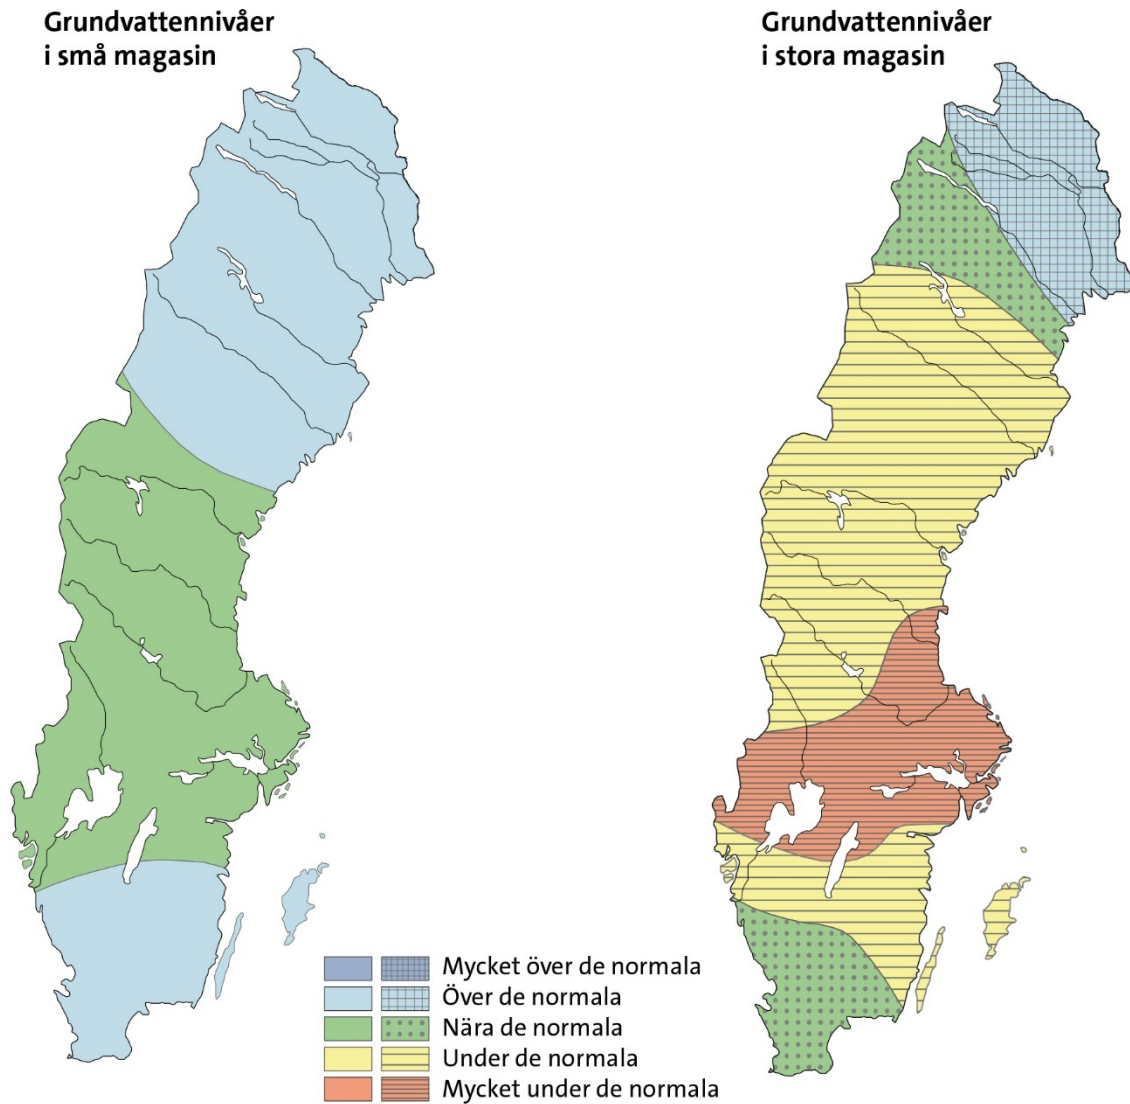 Grundvattennivåer
i små magasin
Grundvattennivåer
i stora magasin
Mycket över de normala
Över de normala
Nära de normala
Under de normala
Mycket under de normala